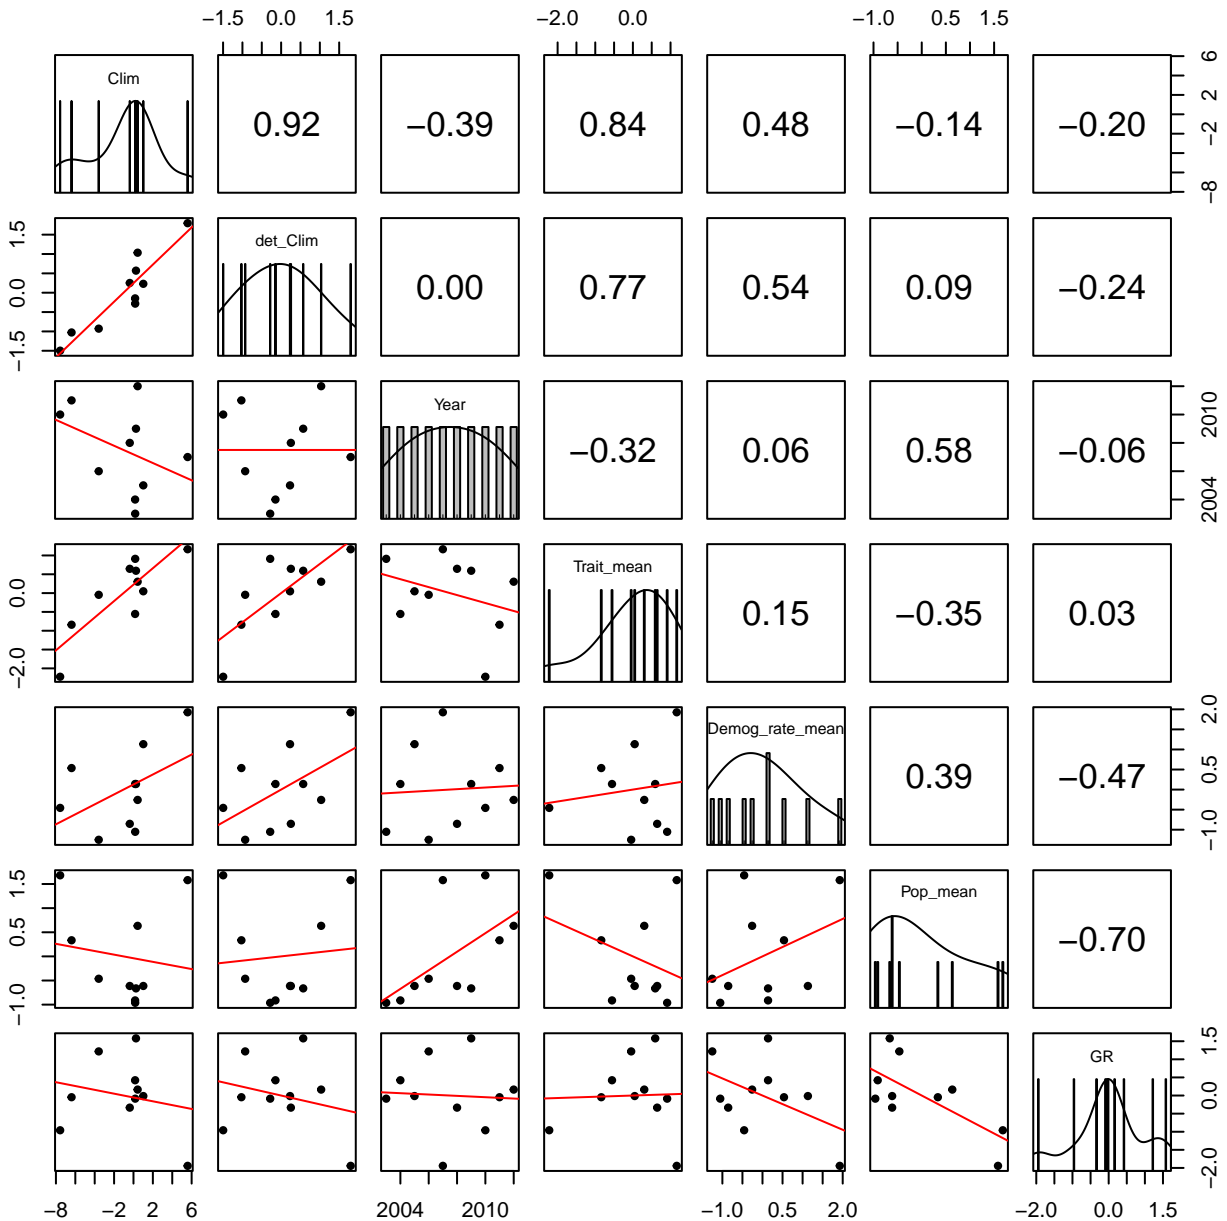 −1.5 0.0 1.5 −2.0 0.0 −1.0 0.5 1.5
Clim 0.92 −0.39 0.84 0.48 −0.14 −0.20 −8 −2 2 6
−1.5 0.0 1.5 det_Clim 0.00 0.77 0.54 0.09 −0.24
Year −0.32 0.06 0.58 −0.06 2004 2010
−2.0 0.0 Trait_mean 0.15 −0.35 0.03
Demog_rate_mean 0.39 −0.47 −1.0 0.5 2.0
−1.0 0.5 1.5 Pop_mean −0.70
GR −2.0 0.0 1.5
−8 −2 2 6 2004 2010 −1.0 0.5 2.0 −2.0 0.0 1.5